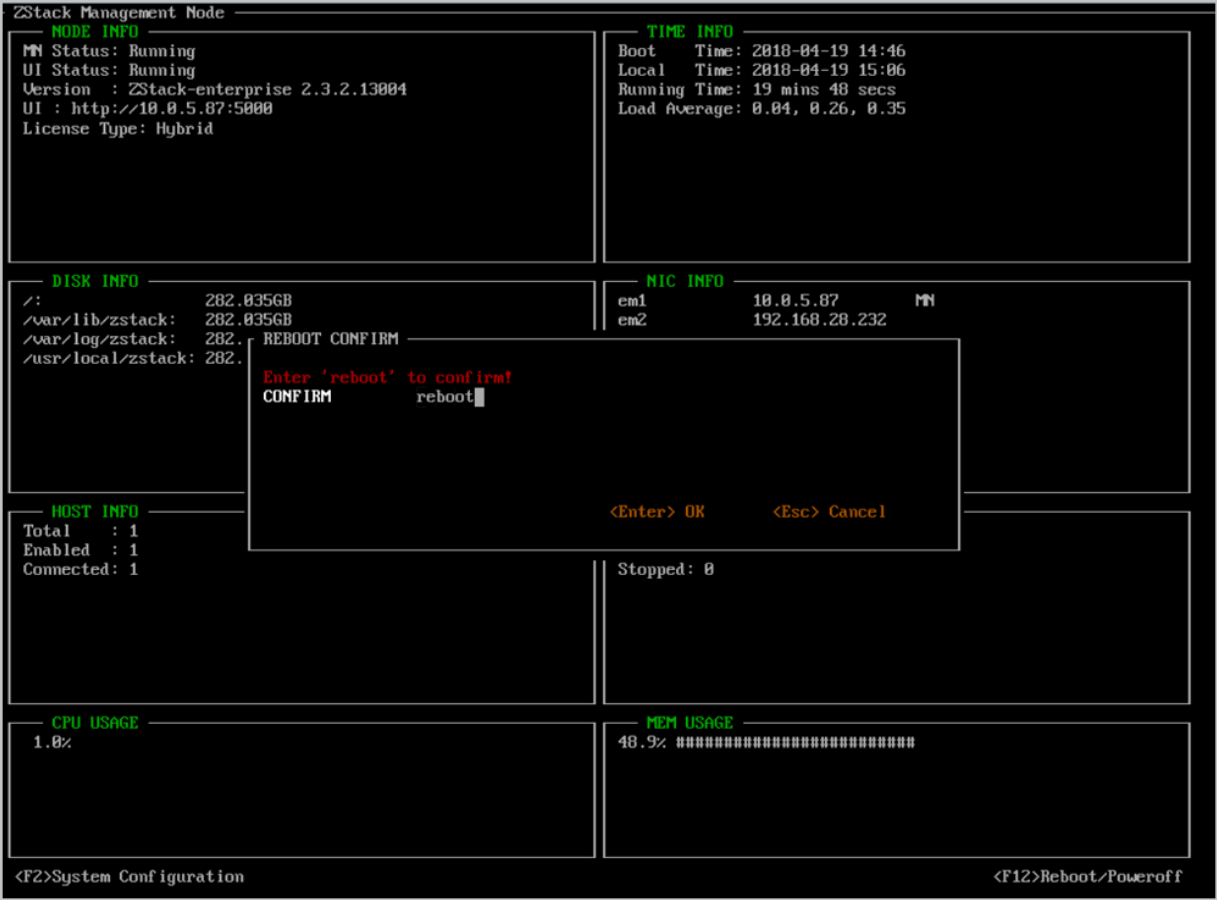 ZStack Management Node
NODE INFO
MN Status: Running
UI Status: Running
Version  : ZStack-enterprise 2.3.2.13004
UI : http://10.0.5.87:5000
License Type: Hybrid
TIME INFO
Boot    Time: 2018-04-19 14:46
Local   Time: 2018-04-19 15:06
Running Time: 19 mins 48 secs
Load Average: 0.04, 0.26, 0.35
DISK INFO
/:                 282.035GB
/var/lib/zstack:   282.035GB
/var/log/zstack:   282.
/usr/local/zstack: 282.
NIC INFO
em1           10.0.5.87        MN
em2           192.168.28.232
REBOOT CONFIRM
Enter 'reboot' to confirm!
CONFIRM         reboot
<Enter> OK       <Esc> Cancel
HOST INFO
Total    : 1
Enabled  : 1
Connected: 1
Stopped: 0
CPU USAGE
1.0%
MEM USAGE
48.9% #########################
<F2>System Configuration
<F12>Reboot/Poweroff